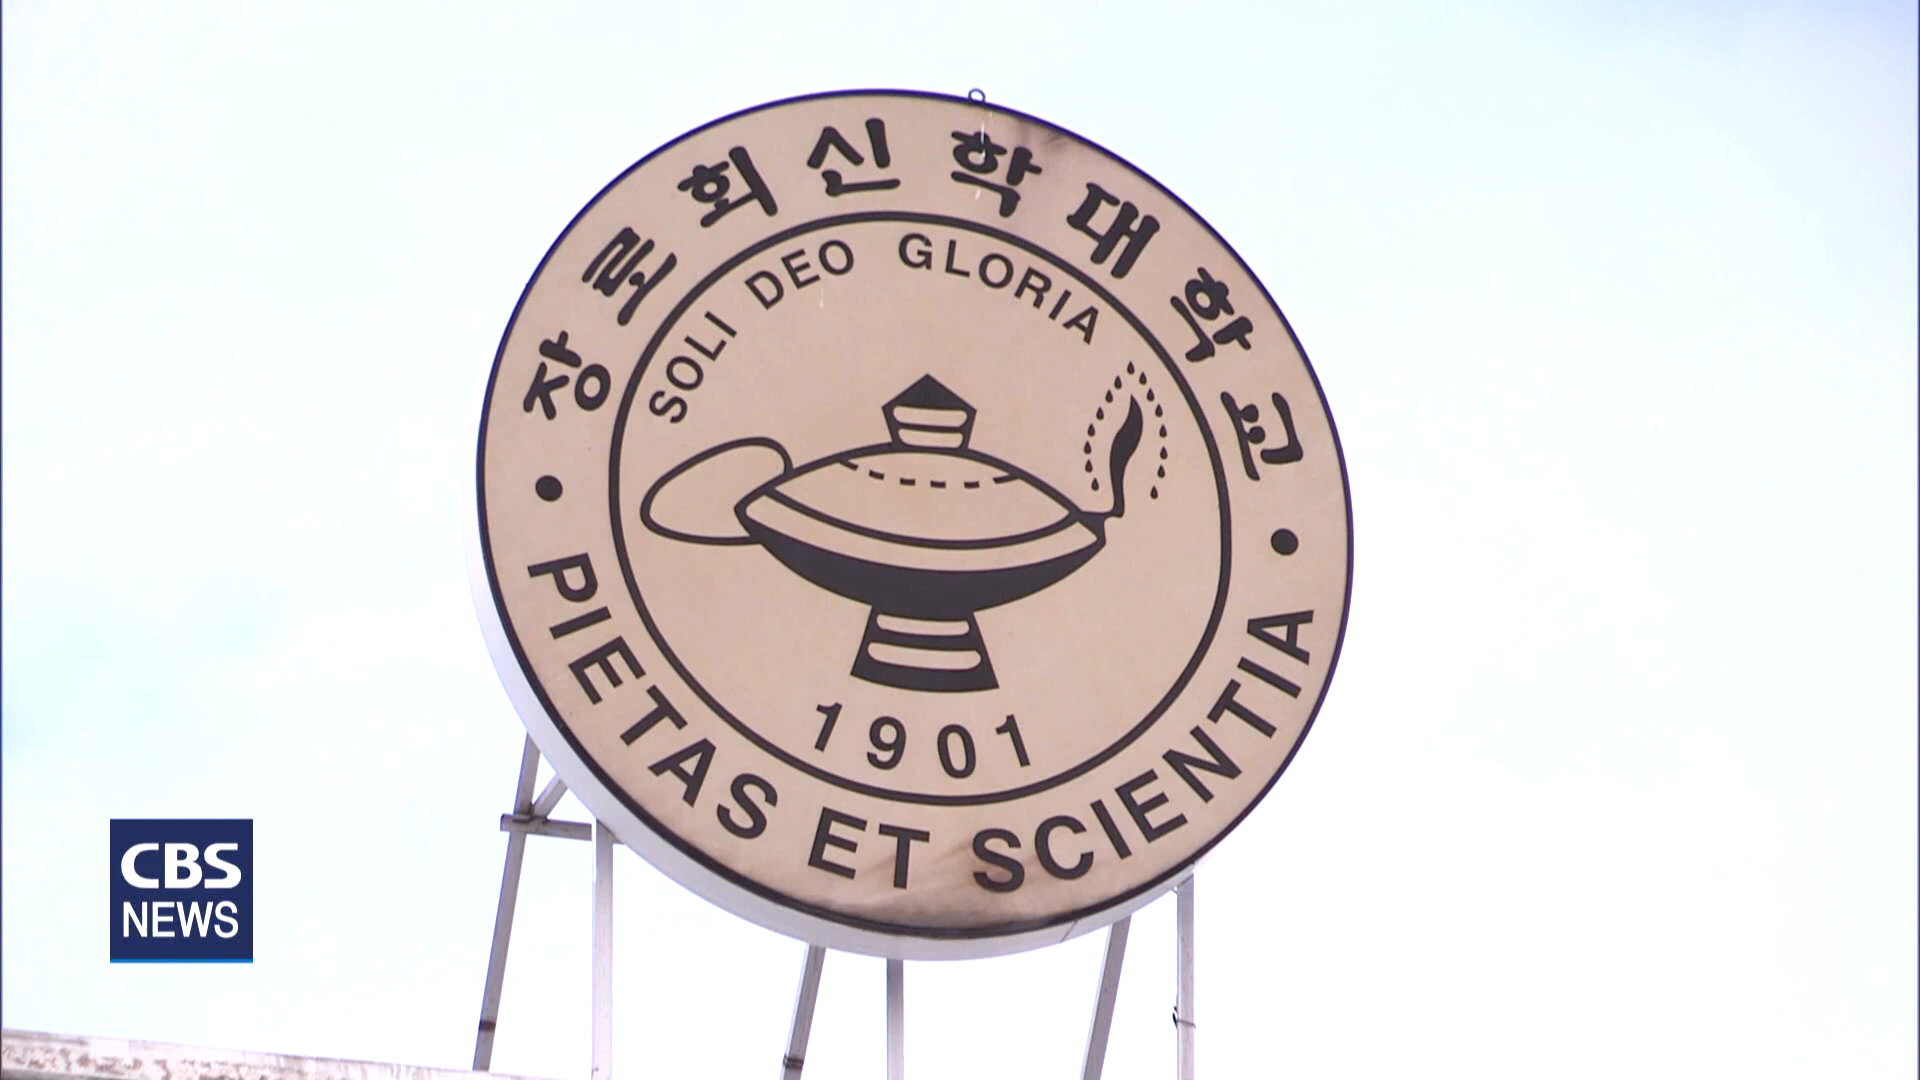 장로회신학대학교
SOLI DEO GLORIA
1901
PIETAS ET SCIENTIA
CBS
NEWS